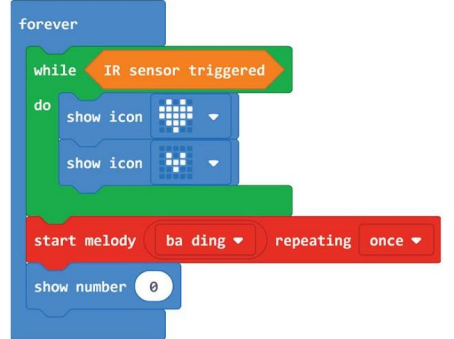 forever
while IR sensor triggered
do
show icon
show icon
start melody ba ding repeating once
show number 0